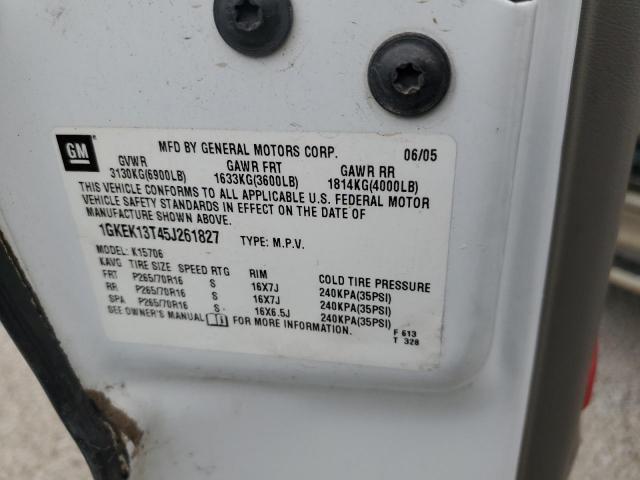 GM
MFD BY GENERAL MOTORS CORP. 06/05
GVWR GAWR FRT GAWR RR
3130KG(6900LB) 1633KG(3600LB) 1814KG(4000LB)
THIS VEHICLE CONFORMS TO ALL APPLICABLE U.S. FEDERAL MOTOR
VEHICLE SAFETY STANDARDS IN EFFECT ON THE DATE OF
MANUFACTURE SHOWN ABOVE.
1GKEK13T45J261827 TYPE: M.P.V.
MODEL: K15706
KAVG TIRE SIZE SPEED RTG RIM COLD TIRE PRESSURE
FRT P265/70R16 S 16X7J 240KPA(35PSI)
RR P265/70R16 S 16X7J 240KPA(35PSI)
SPA P265/70R16 S 16X6.5J 240KPA(35PSI)
SEE OWNER'S MANUAL FOR MORE INFORMATION. F 613
T 328